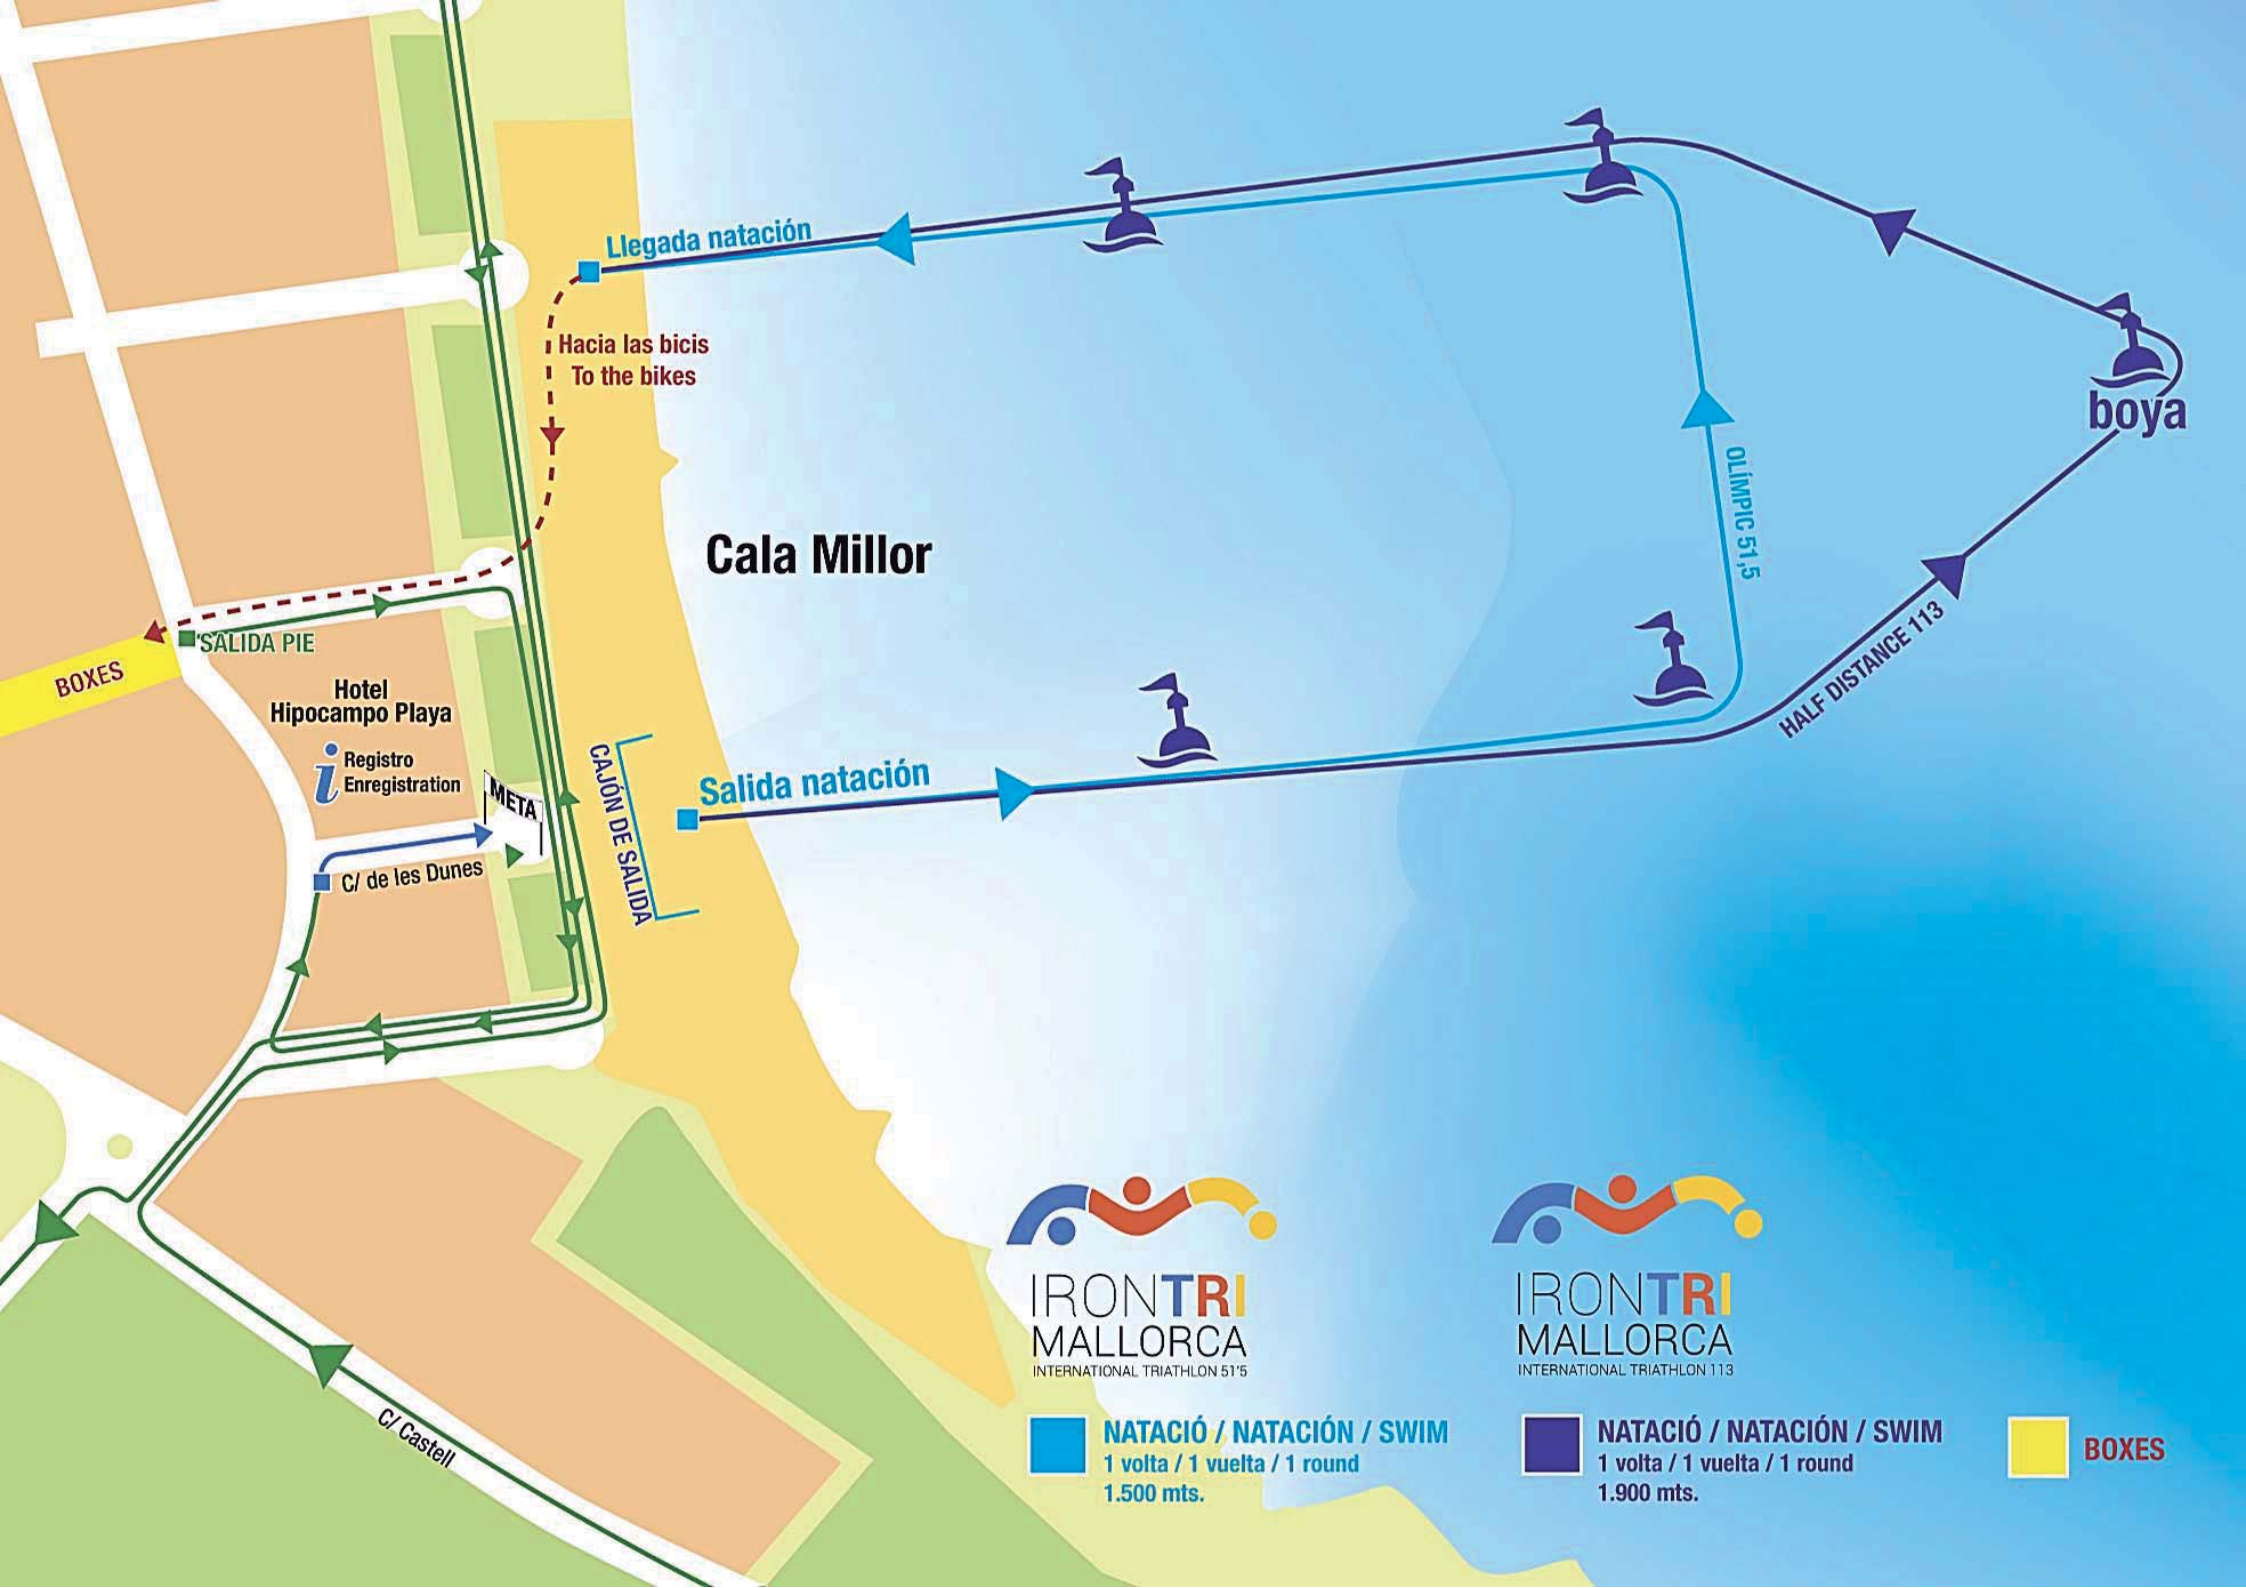 Llegada natación
Hacia las bicis
To the bikes
boya
OLÍMPIC 51,5
Cala Millor
HALF DISTANCE 113
SALIDA PIE
BOXES
Hotel
Hipocampo Playa
i Registro
Enregistration
META
CAJÓN DE SALIDA
Salida natación
C/ de les Dunes
C/ Castell
IRONTRI
MALLORCA
INTERNATIONAL TRIATHLON 51'5
IRONTRI
MALLORCA
INTERNATIONAL TRIATHLON 113
NATACIÓ / NATACIÓN / SWIM
1 volta / 1 vuelta / 1 round
1.500 mts.
NATACIÓ / NATACIÓN / SWIM
1 volta / 1 vuelta / 1 round
1.900 mts.
BOXES